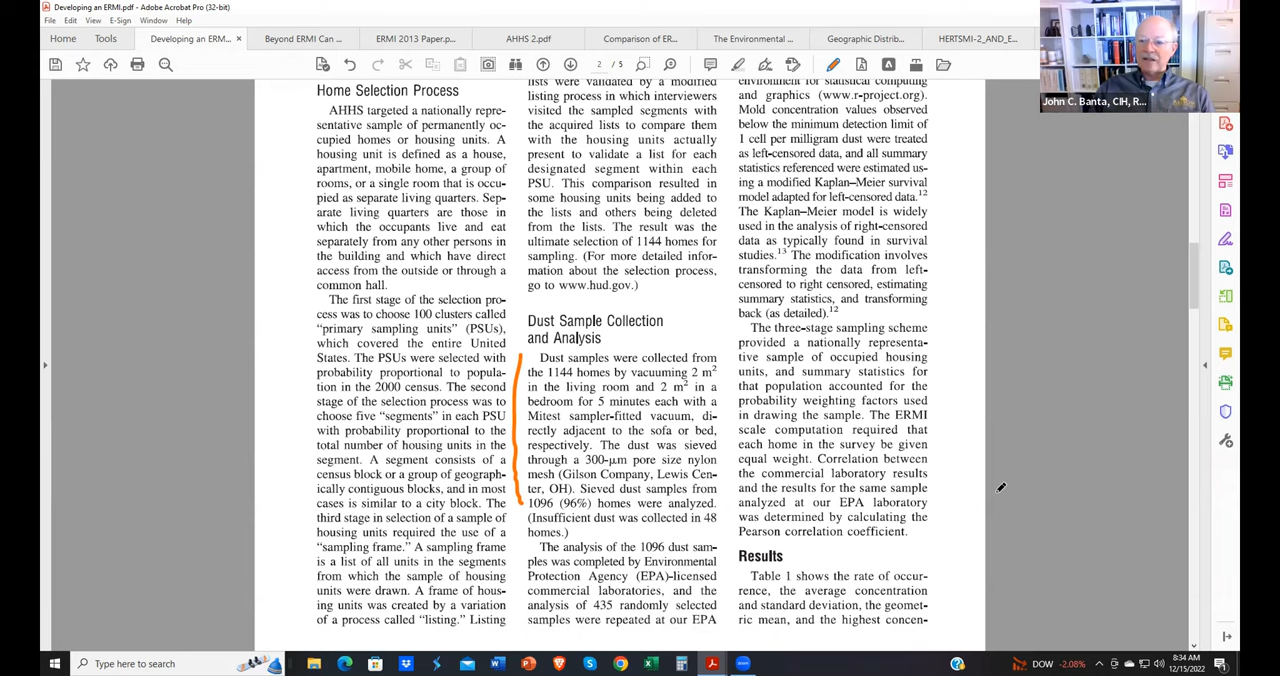 Developing an ERMI.pdf - Adobe Acrobat Pro (32-bit)
File Edit View E-Sign Window Help
Home Tools Developing an ERM... × Beyond ERMI Can ... ERMI 2013 Paper.p... AHHS 2.pdf Comparison of ER... The Environmental ... Geographic Distrib... HERTSMI-2_AND_E...
2 / 5
John C. Banta, CIH, R...
Home Selection Process
AHHS targeted a nationally repre-
sentative sample of permanently oc-
cupied homes or housing units. A
housing unit is defined as a house,
apartment, mobile home, a group of
rooms, or a single room that is occu-
pied as separate living quarters. Sep-
arate living quarters are those in
which the occupants live and eat
separately from any other persons in
the building and which have direct
access from the outside or through a
common hall.
The first stage of the selection pro-
cess was to choose 100 clusters called
“primary sampling units” (PSUs),
which covered the entire United
States. The PSUs were selected with
probability proportional to popula-
tion in the 2000 census. The second
stage of the selection process was to
choose five “segments” in each PSU
with probability proportional to the
total number of housing units in the
segment. A segment consists of a
census block or a group of geograph-
ically contiguous blocks, and in most
cases is similar to a city block. The
third stage in selection of a sample of
housing units required the use of a
“sampling frame.” A sampling frame
is a list of all units in the segments
from which the sample of housing
units were drawn. A frame of hous-
ing units was created by a variation
of a process called “listing.” Listing
lists were validated by a modified
listing process in which interviewers
visited the sampled segments with
the acquired lists to compare them
with the housing units actually
present to validate a list for each
designated segment within each
PSU. This comparison resulted in
some housing units being added to
the lists and others being deleted
from the lists. The result was the
ultimate selection of 1144 homes for
sampling. (For more detailed infor-
mation about the selection process,
go to www.hud.gov.)
Dust Sample Collection
and Analysis
Dust samples were collected from
the 1144 homes by vacuuming 2 m²
in the living room and 2 m² in a
bedroom for 5 minutes each with a
Mitest sampler-fitted vacuum, di-
rectly adjacent to the sofa or bed,
respectively. The dust was sieved
through a 300-μm pore size nylon
mesh (Gilson Company, Lewis Cen-
ter, OH). Sieved dust samples from
1096 (96%) homes were analyzed.
(Insufficient dust was collected in 48
homes.)
The analysis of the 1096 dust sam-
ples was completed by Environmental
Protection Agency (EPA)-licensed
commercial laboratories, and the
analysis of 435 randomly selected
samples were repeated at our EPA
environment for statistical computing
and graphics (www.r-project.org).
Mold concentration values observed
below the minimum detection limit of
1 cell per milligram dust were treated
as left-censored data, and all summary
statistics referenced were estimated us-
ing a modified Kaplan–Meier survival
model adapted for left-censored data.¹²
The Kaplan–Meier model is widely
used in the analysis of right-censored
data as typically found in survival
studies.¹³ The modification involves
transforming the data from left-
censored to right censored, estimating
summary statistics, and transforming
back (as detailed).¹²
The three-stage sampling scheme
provided a nationally representa-
tive sample of occupied housing
units, and summary statistics for
that population accounted for the
probability weighting factors used
in drawing the sample. The ERMI
scale computation required that
each home in the survey be given
equal weight. Correlation between
the commercial laboratory results
and the results for the same sample
analyzed at our EPA laboratory
was determined by calculating the
Pearson correlation coefficient.
Results
Table 1 shows the rate of occur-
rence, the average concentration
and standard deviation, the geomet-
ric mean, and the highest concen-
Type here to search
DOW -2.08%
8:34 AM
12/15/2022